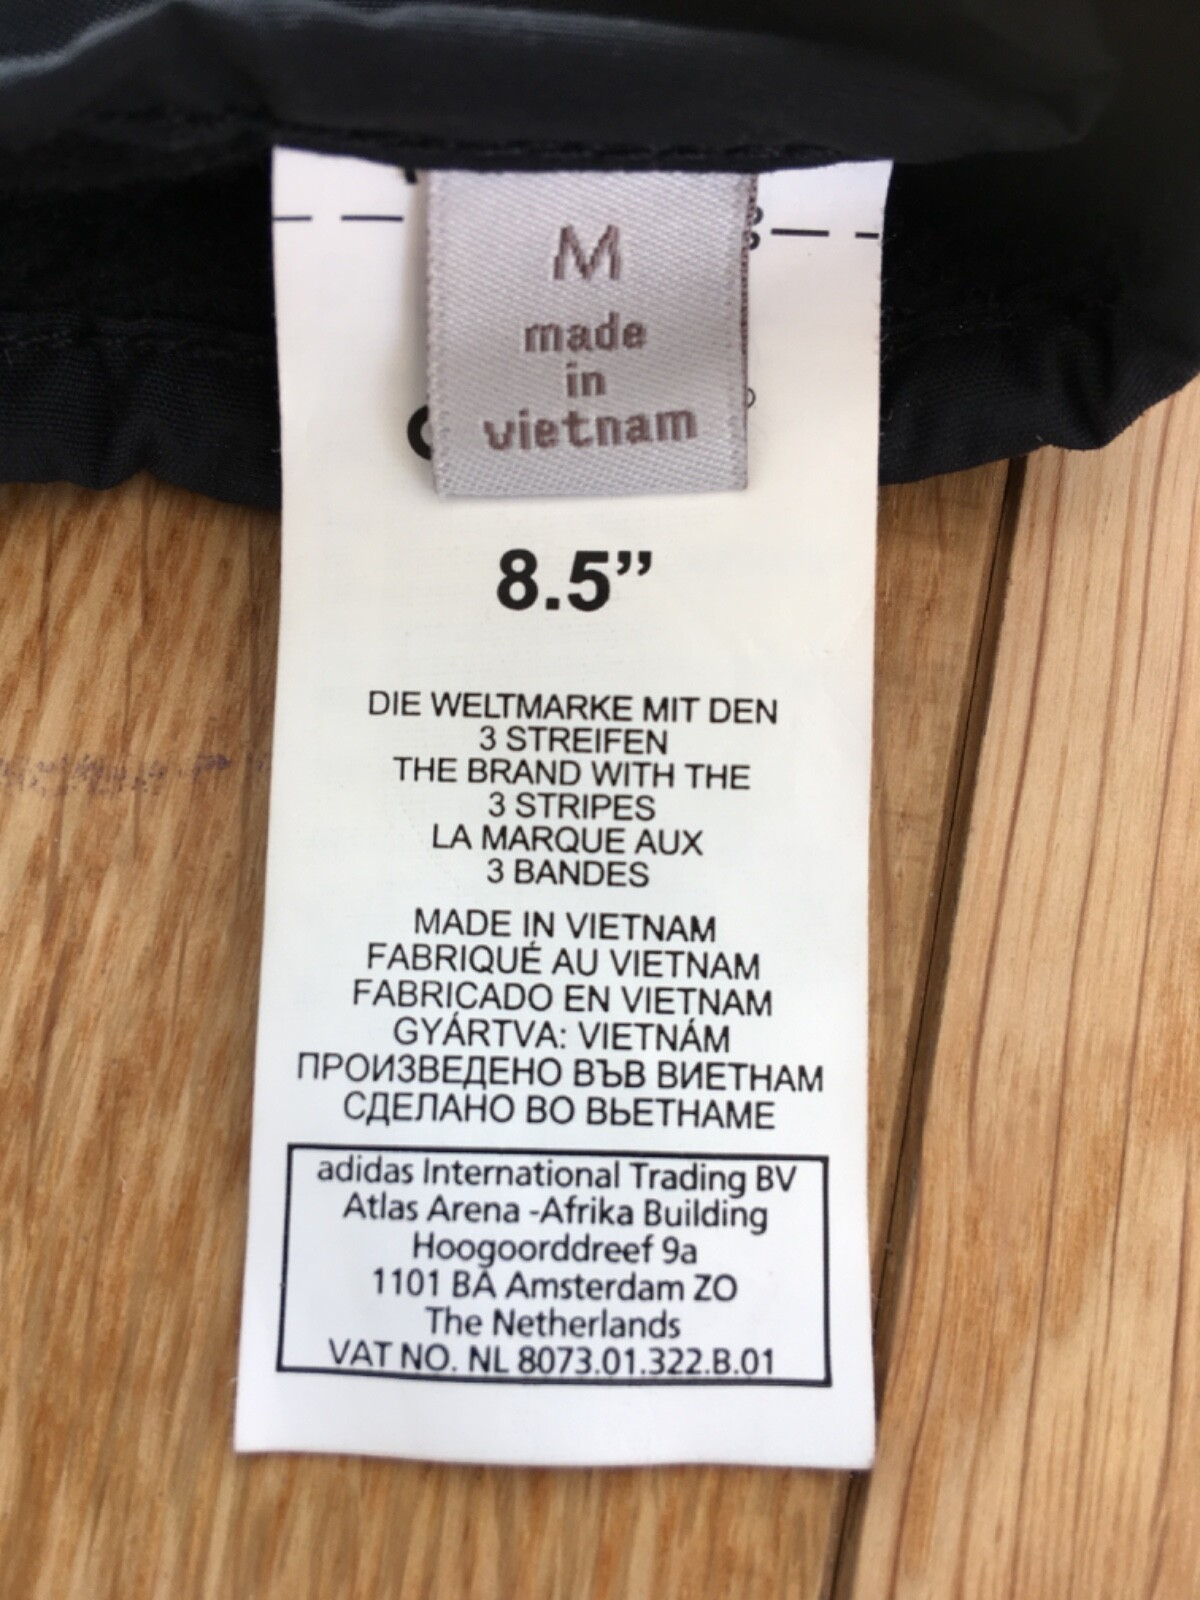 M
made
in
vietnam
8.5”
DIE WELTMARKE MIT DEN
3 STREIFEN
THE BRAND WITH THE
3 STRIPES
LA MARQUE AUX
3 BANDES
MADE IN VIETNAM
FABRIQUÉ AU VIETNAM
FABRICADO EN VIETNAM
GYÁRTVA: VIETNÁM
ПРОИЗВЕДЕНО ВЪВ ВИЕТНАМ
СДЕЛАНО ВО ВЬЕТНАМЕ
adidas International Trading BV
Atlas Arena -Afrika Building
Hoogoorddreef 9a
1101 BA Amsterdam ZO
The Netherlands
VAT NO. NL 8073.01.322.B.01